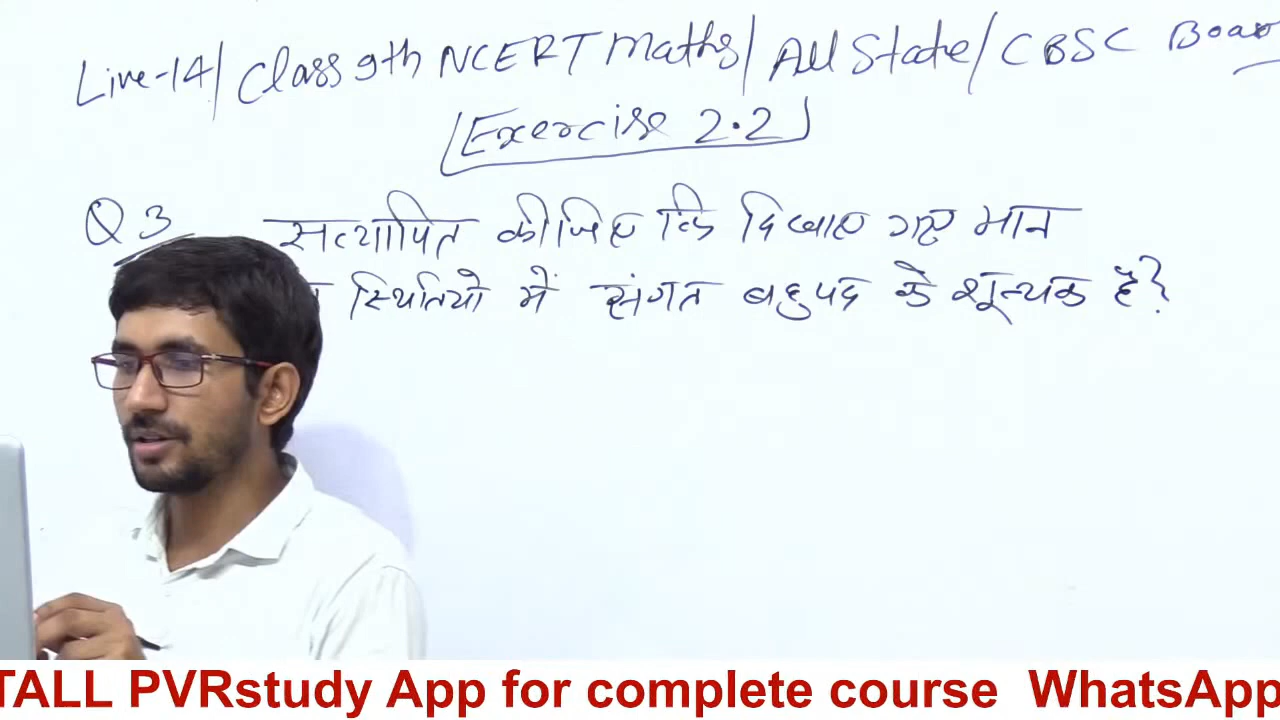 Live-14/ Class 9th NCERT Maths/ All State/ CBSC Boar
Exercise 2.2
Q 3 सत्यापित कीजिए कि दिखाए गए मान
स्थितियो में संगत बहुपद के शून्यक है?
TALL PVRstudy App for complete course WhatsApp